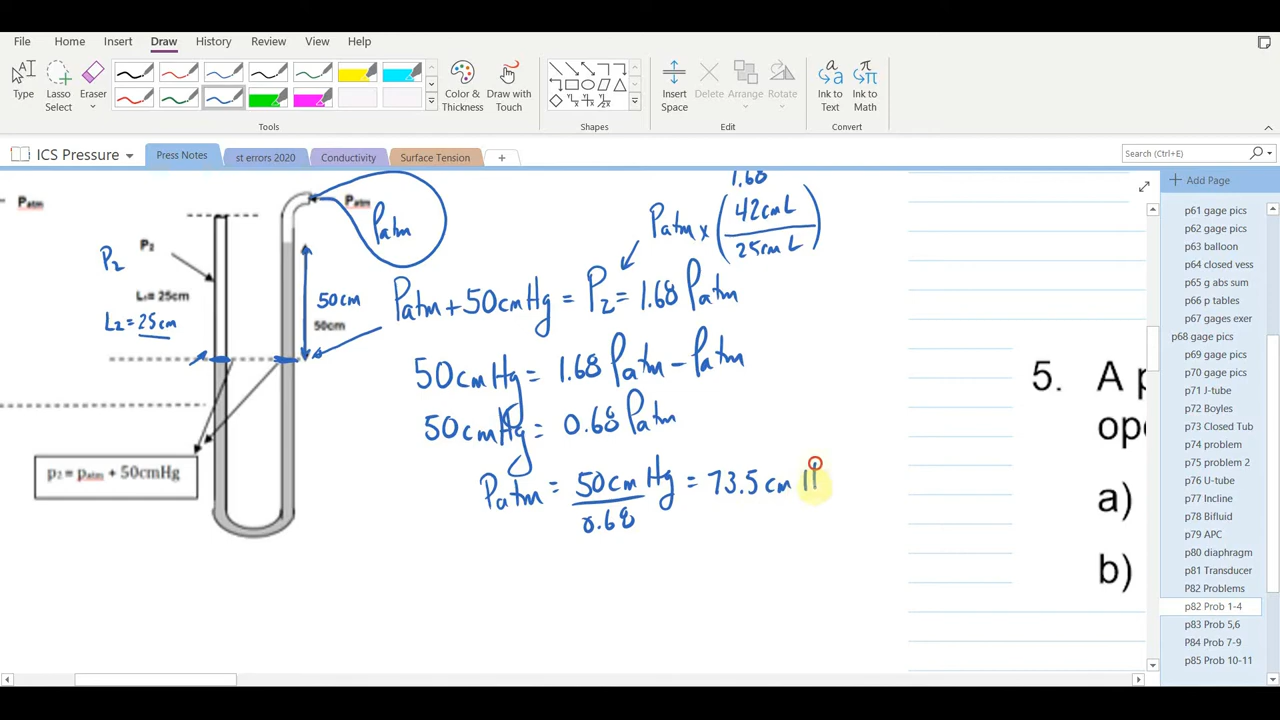 File Home Insert Draw History Review View Help
Type
Lasso Select
Eraser
Color & Thickness
Draw with Touch
Insert Space
Delete
Arrange
Rotate
Ink to Text
Ink to Math
Tools
Shapes
Edit
Convert
ICS Pressure
Press Notes
st errors 2020
Conductivity
Surface Tension
Search (Ctrl+E)
Add Page
p61 gage pics
p62 gage pics
p63 balloon
p64 closed vess
p65 g abs sum
p66 p tables
p67 gages exer
p68 gage pics
p69 gage pics
p70 gage pics
p71 J-tube
p72 Boyles
p73 Closed Tub
p74 problem
p75 problem 2
p76 U-tube
p77 Incline
p78 Bifluid
p79 APC
p80 diaphragm
p81 Transducer
P82 Problems
p82 Prob 1-4
p83 Prob 5,6
P84 Prob 7-9
p85 Prob 10-11
Patm
Patm
Patm
P2
P2
L₁= 25cm
L2 = 25cm
50cm
50cm
p2 = patm + 50cmHg
1.68
Patm x (42cmL / 25cmL)
Patm + 50cmHg = P2 = 1.68 Patm
50cmHg = 1.68 Patm - Patm
50cmHg = 0.68 Patm
Patm = 50cmHg / 0.68 = 73.5 cm
5. A
op
a)
b)